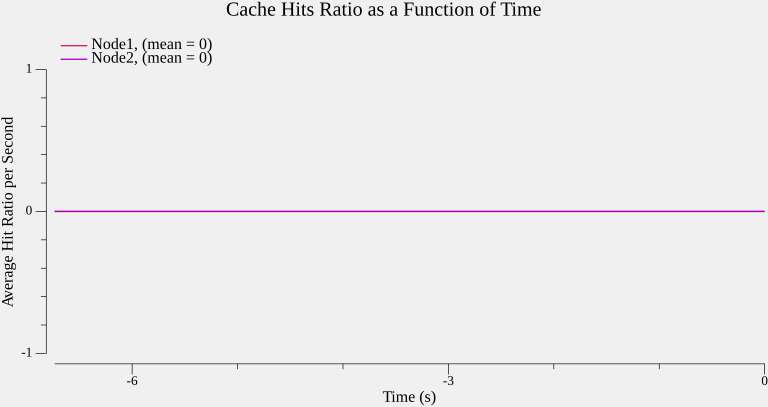 Cache Hits Ratio as a Function of Time
Node1, (mean = 0)
Node2, (mean = 0)
Average Hit Ratio per Second
1
0
-1
-6
-3
0
Time (s)